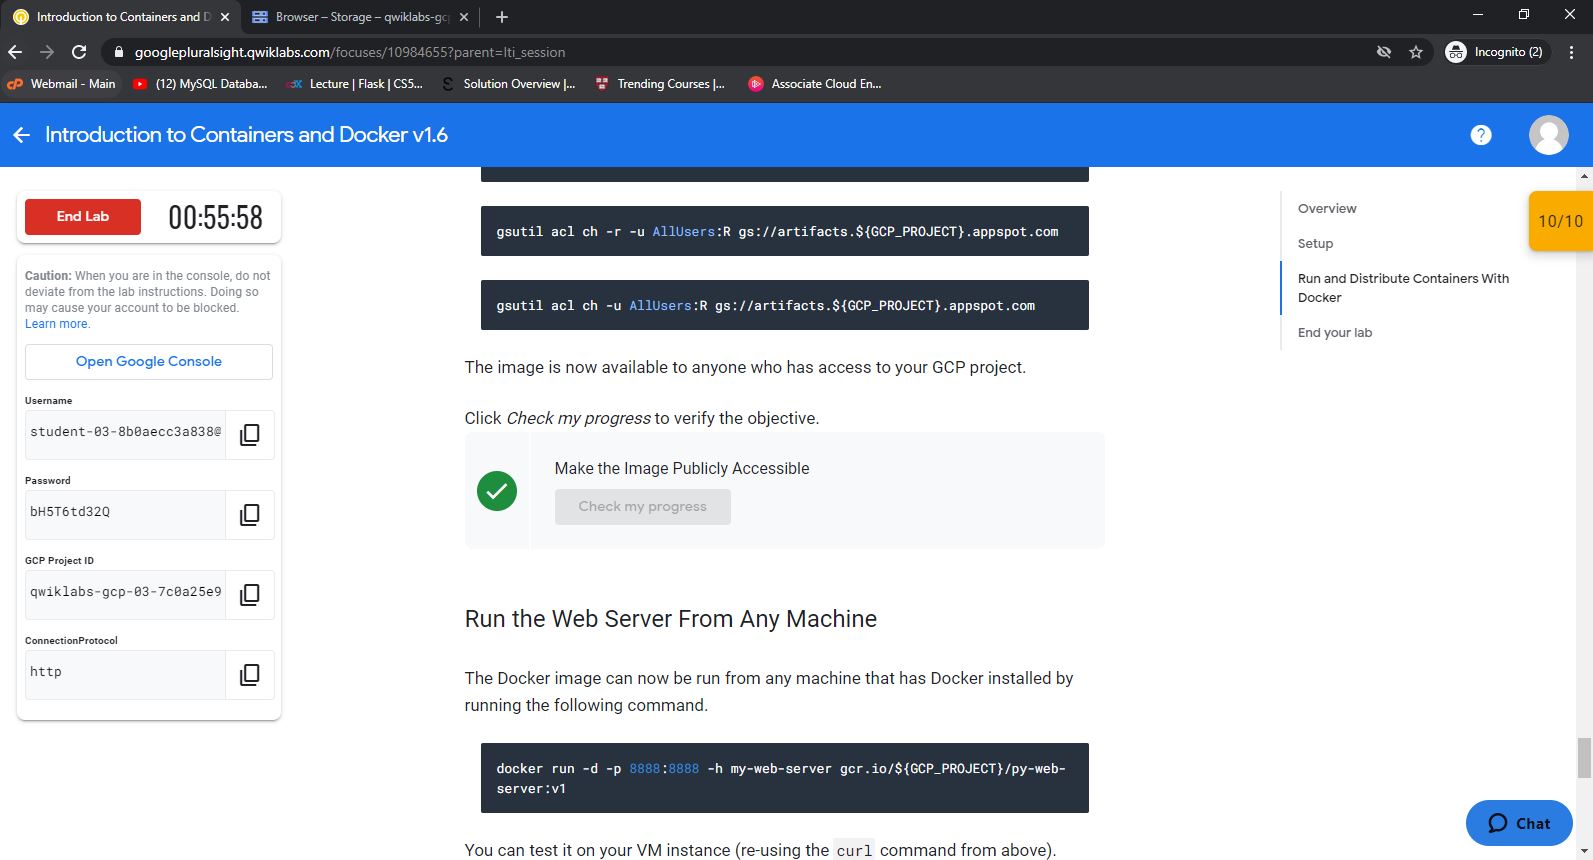 Introduction to Containers and D
Browser – Storage – qwiklabs-gcp
googlepluralsight.qwiklabs.com/focuses/10984655?parent=lti_session
Incognito (2)
Webmail - Main
(12) MySQL Databa...
Lecture | Flask | CS5...
Solution Overview |...
Trending Courses |...
Associate Cloud En...
Introduction to Containers and Docker v1.6
End Lab
00:55:58
Caution: When you are in the console, do not
deviate from the lab instructions. Doing so
may cause your account to be blocked.
Learn more.
Open Google Console
Username
student-03-8b0aecc3a838@
Password
bH5T6td32Q
GCP Project ID
qwiklabs-gcp-03-7c0a25e9
ConnectionProtocol
http
gsutil acl ch -r -u AllUsers:R gs://artifacts.${GCP_PROJECT}.appspot.com
gsutil acl ch -u AllUsers:R gs://artifacts.${GCP_PROJECT}.appspot.com
The image is now available to anyone who has access to your GCP project.
Click Check my progress to verify the objective.
Make the Image Publicly Accessible
Check my progress
Run the Web Server From Any Machine
The Docker image can now be run from any machine that has Docker installed by
running the following command.
docker run -d -p 8888:8888 -h my-web-server gcr.io/${GCP_PROJECT}/py-web-
server:v1
You can test it on your VM instance (re-using the curl command from above).
Overview
Setup
Run and Distribute Containers With
Docker
End your lab
10/10
Chat